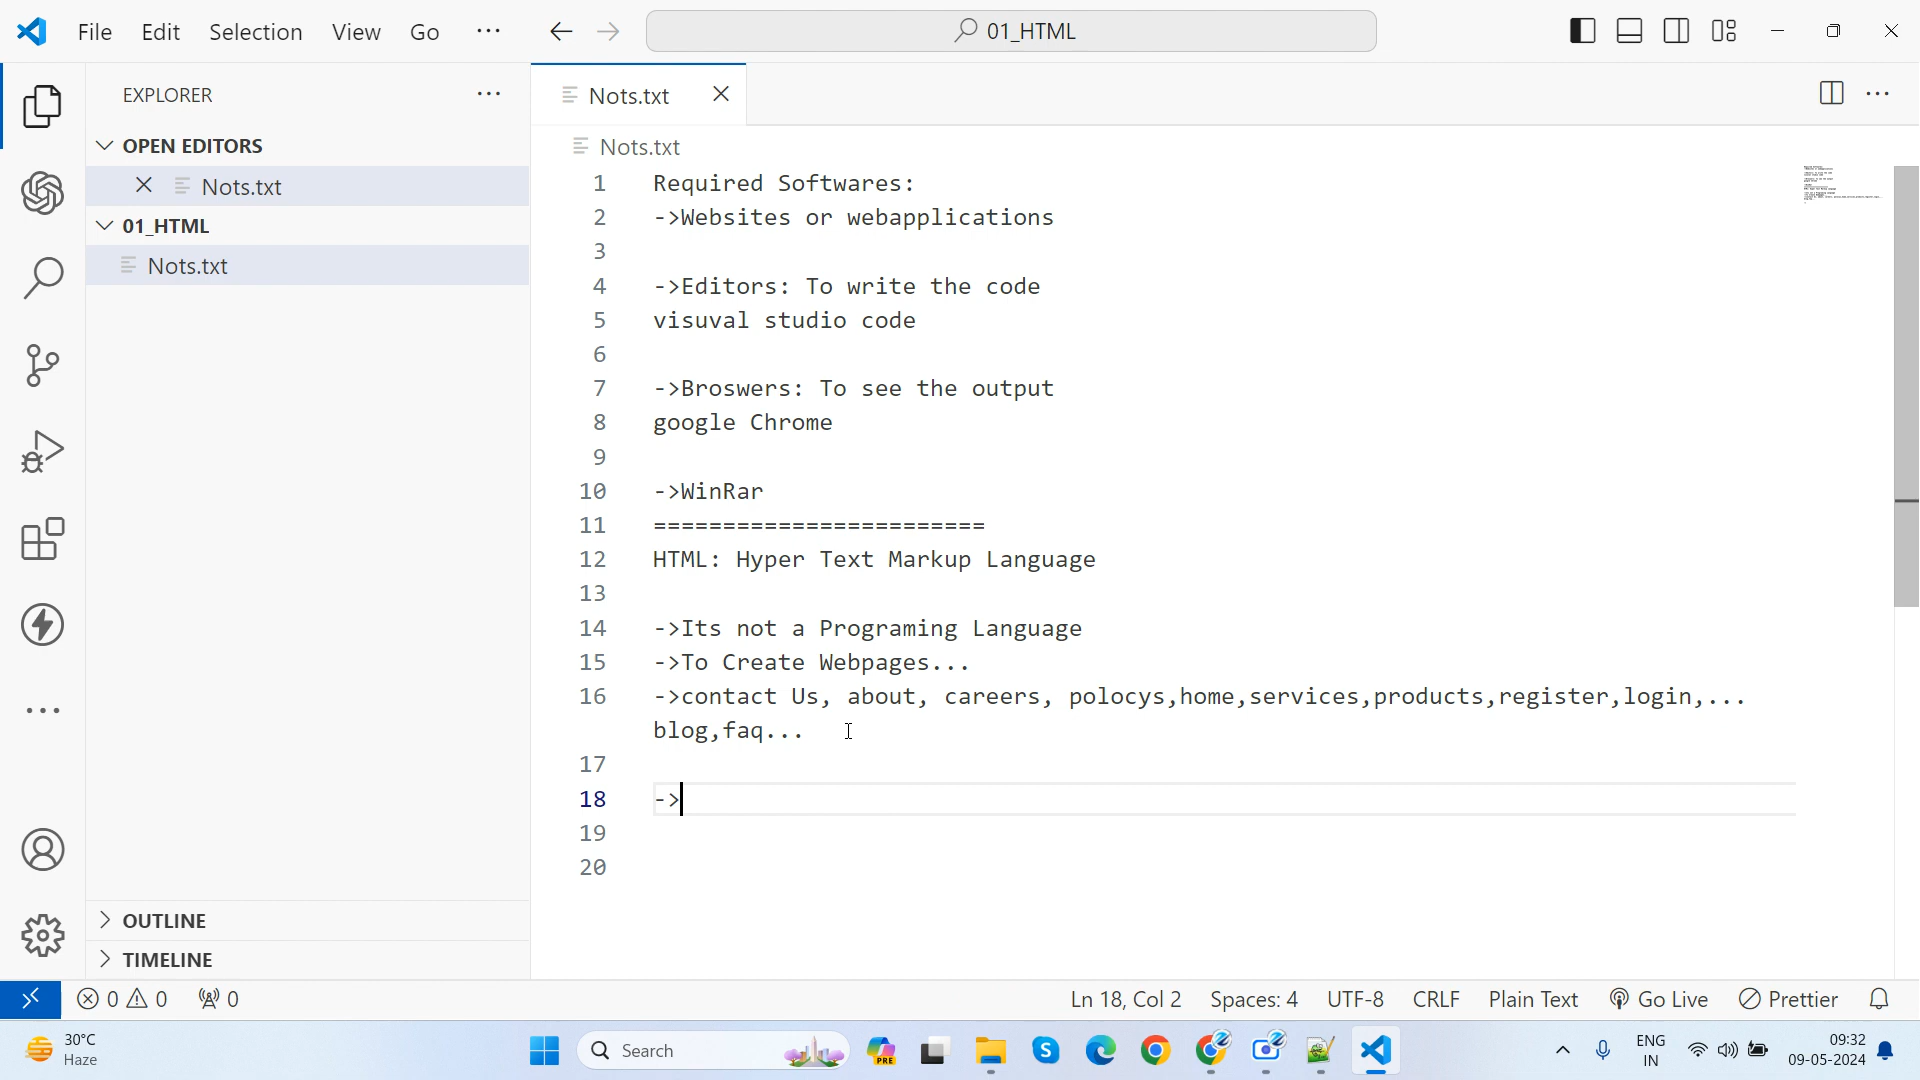 File Edit Selection View Go ··· 01_HTML
EXPLORER ···
OPEN EDITORS
Nots.txt
01_HTML
Nots.txt
OUTLINE
TIMELINE
Nots.txt
Nots.txt
1 Required Softwares:
2 ->Websites or webapplications
3
4 ->Editors: To write the code
5 visuval studio code
6
7 ->Broswers: To see the output
8 google Chrome
9
10 ->WinRar
11 ========================
12 HTML: Hyper Text Markup Language
13
14 ->Its not a Programing Language
15 ->To Create Webpages...
16 ->contact Us, about, careers, polocys,home,services,products,register,login,...
blog,faq...
17
18 ->
19
20
0 0 0 Ln 18, Col 2 Spaces: 4 UTF-8 CRLF Plain Text Go Live Prettier
30°C
Haze
Search
PRE
ENG
IN
09:32
09-05-2024